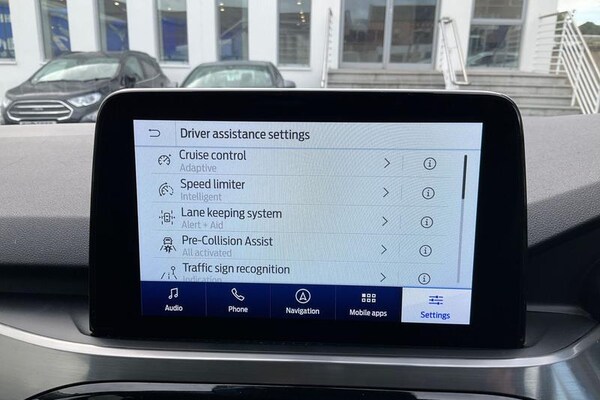 Driver assistance settings
Cruise control
Adaptive
Speed limiter
Intelligent
Lane keeping system
Alert + Aid
Pre-Collision Assist
All activated
Traffic sign recognition
Indication
Audio
Phone
Navigation
Mobile apps
Settings